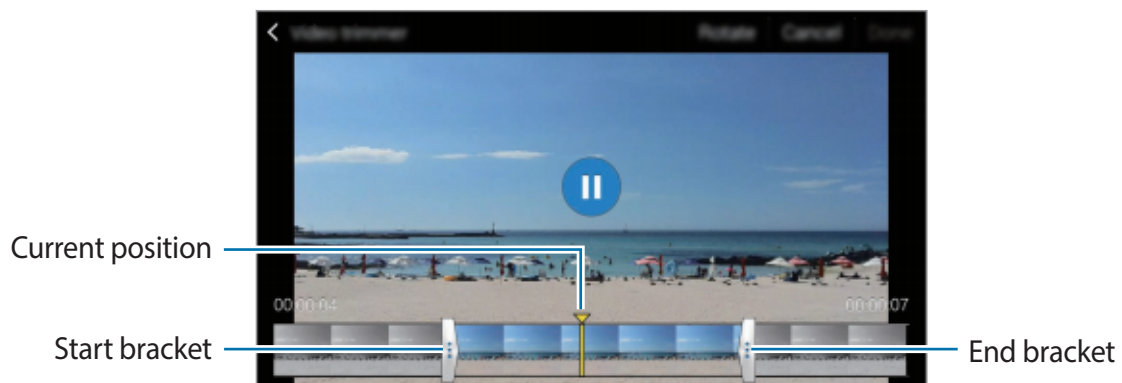 Video trimmer Rotate Cancel Done
Current position
00:00:04 00:00:07
Start bracket End bracket